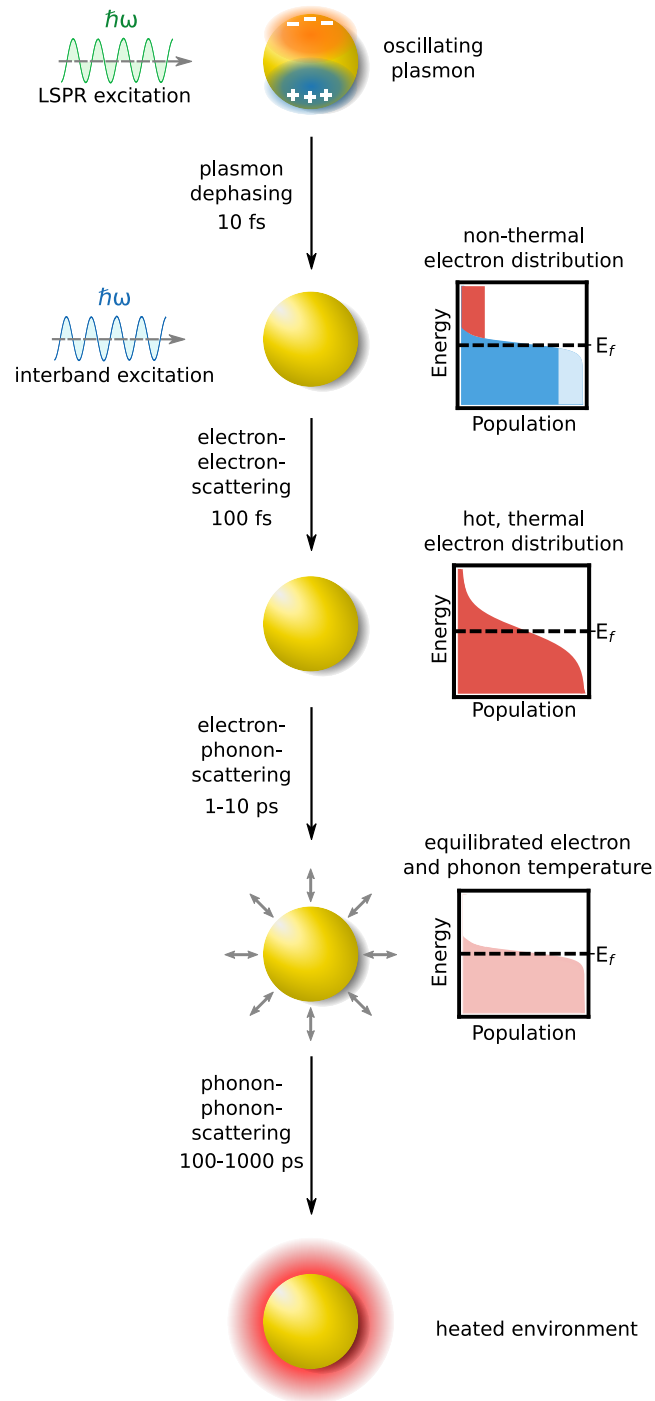 ħω
LSPR excitation
− − −
+ + +
oscillating
plasmon
plasmon
dephasing
10 fs
ħω
interband excitation
non-thermal
electron distribution
Energy
E_f
Population
electron-
electron-
scattering
100 fs
hot, thermal
electron distribution
Energy
E_f
Population
electron-
phonon-
scattering
1-10 ps
equilibrated electron
and phonon temperature
Energy
E_f
Population
phonon-
phonon-
scattering
100-1000 ps
heated environment